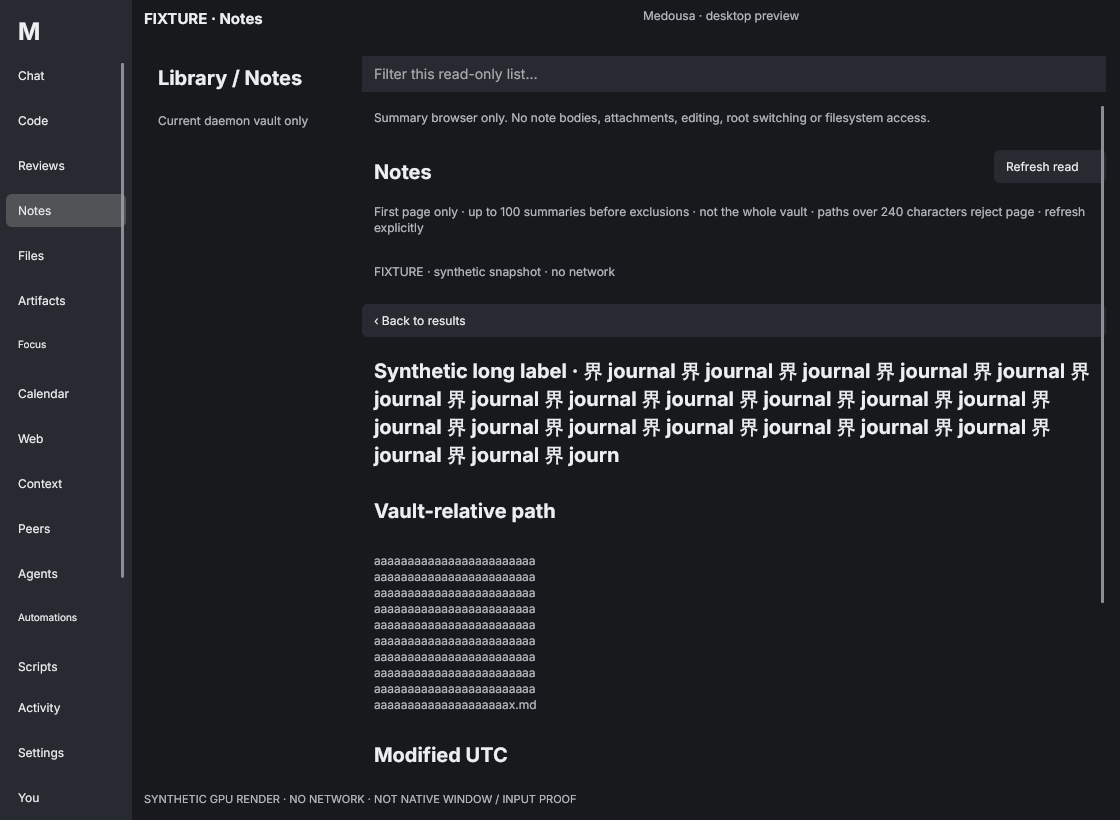 M
Chat
Code
Reviews
Notes
Files
Artifacts
Focus
Calendar
Web
Context
Peers
Agents
Automations
Scripts
Activity
Settings
You
FIXTURE · Notes
Medousa · desktop preview
Library / Notes
Current daemon vault only
Filter this read-only list...
Summary browser only. No note bodies, attachments, editing, root switching or filesystem access.
Notes
Refresh read
First page only · up to 100 summaries before exclusions · not the whole vault · paths over 240 characters reject page · refresh
explicitly
FIXTURE · synthetic snapshot · no network
‹ Back to results
Synthetic long label · 界 journal 界 journal 界 journal 界 journal 界 journal 界
journal 界 journal 界 journal 界 journal 界 journal 界 journal 界 journal 界
journal 界 journal 界 journal 界 journal 界 journal 界 journal 界 journal 界
journal 界 journal 界 journ
Vault-relative path
aaaaaaaaaaaaaaaaaaaaaaaa
aaaaaaaaaaaaaaaaaaaaaaaa
aaaaaaaaaaaaaaaaaaaaaaaa
aaaaaaaaaaaaaaaaaaaaaaaa
aaaaaaaaaaaaaaaaaaaaaaaa
aaaaaaaaaaaaaaaaaaaaaaaa
aaaaaaaaaaaaaaaaaaaaaaaa
aaaaaaaaaaaaaaaaaaaaaaaa
aaaaaaaaaaaaaaaaaaaaaaaa
aaaaaaaaaaaaaaaaaaaax.md
Modified UTC
SYNTHETIC GPU RENDER · NO NETWORK · NOT NATIVE WINDOW / INPUT PROOF